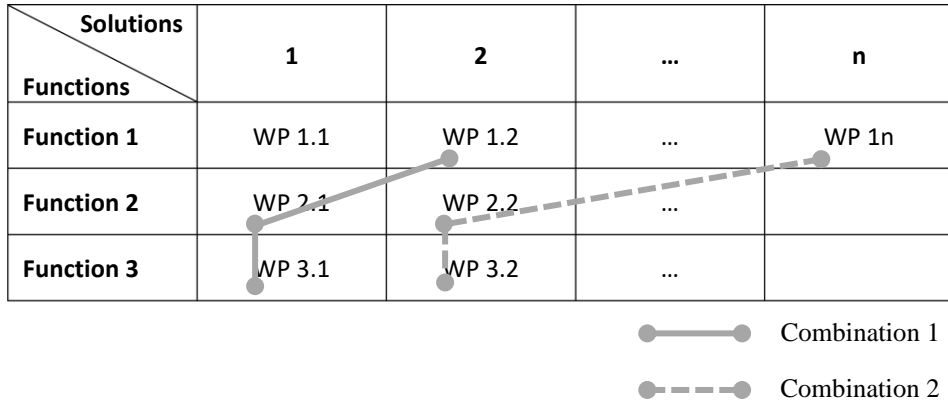 Solutions
Functions
1 2 ... n
Function 1 WP 1.1 WP 1.2 ... WP 1n
Function 2 WP 2.1 WP 2.2 ...
Function 3 WP 3.1 WP 3.2 ...
Combination 1
Combination 2